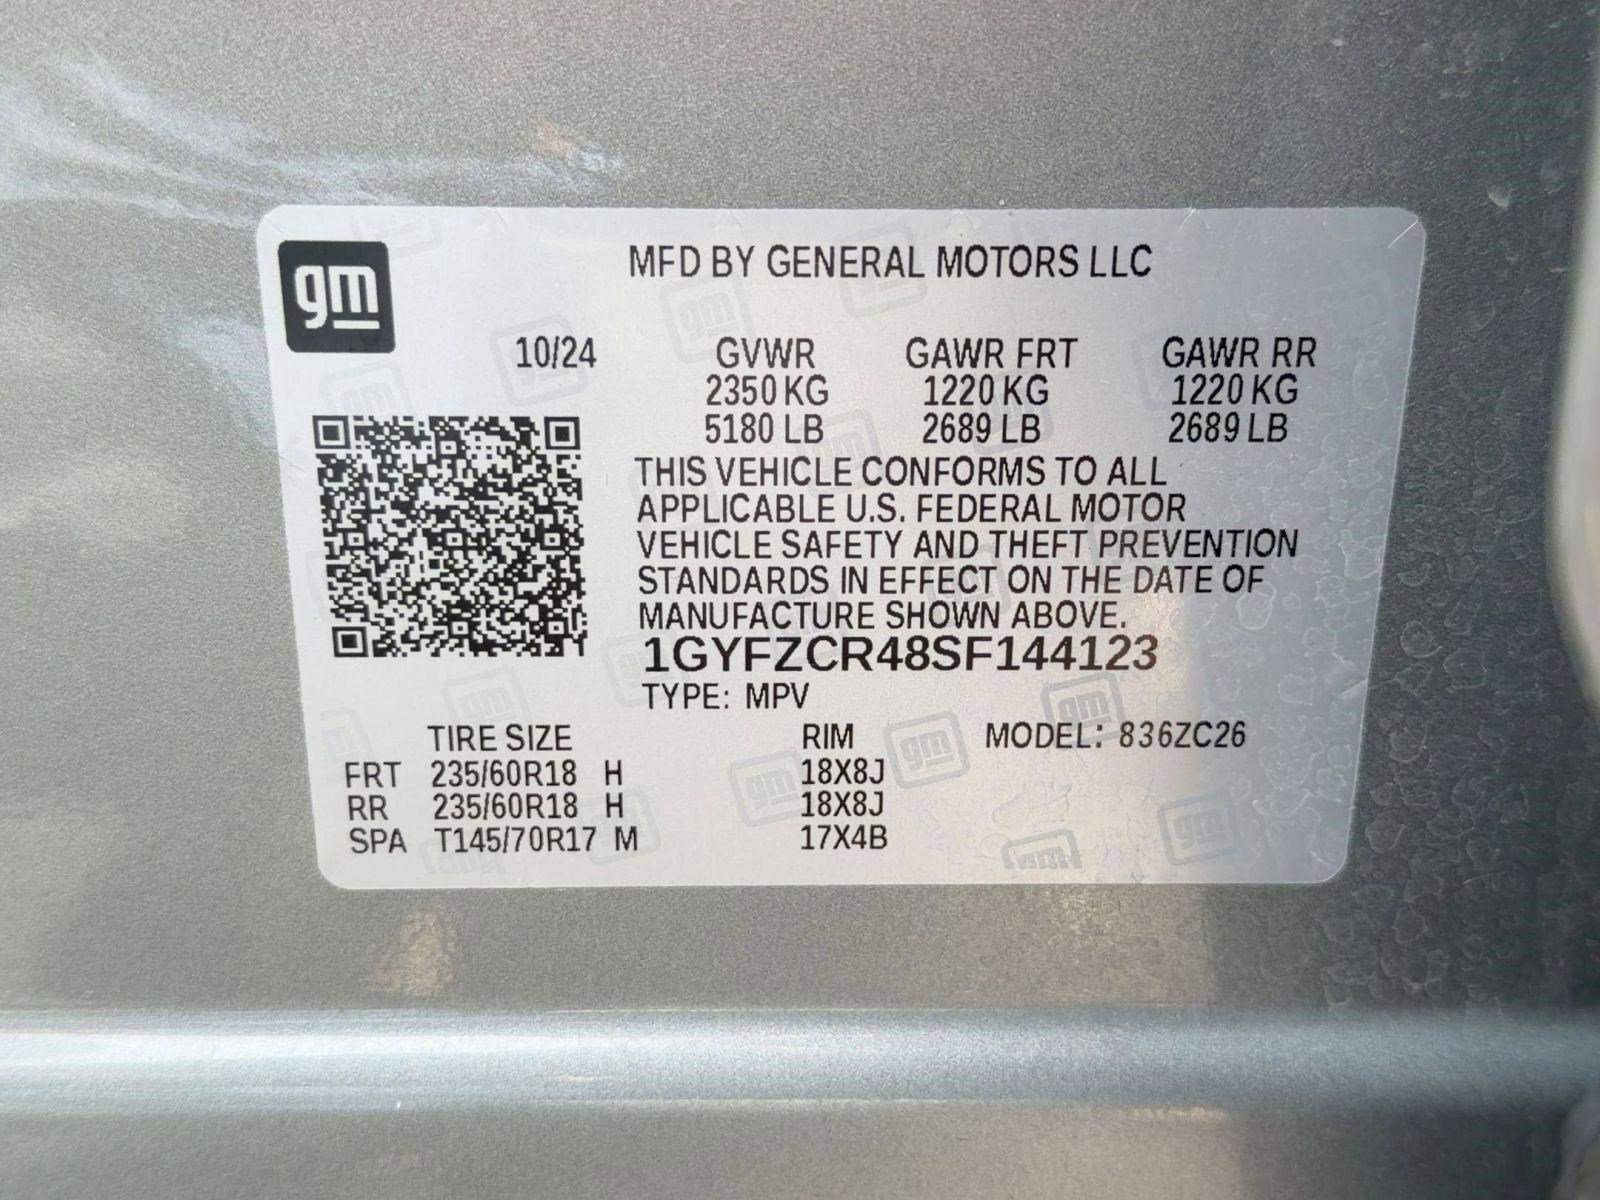 gm
MFD BY GENERAL MOTORS LLC
10/24 GVWR GAWR FRT GAWR RR
2350 KG 1220 KG 1220 KG
5180 LB 2689 LB 2689 LB
THIS VEHICLE CONFORMS TO ALL
APPLICABLE U.S. FEDERAL MOTOR
VEHICLE SAFETY AND THEFT PREVENTION
STANDARDS IN EFFECT ON THE DATE OF
MANUFACTURE SHOWN ABOVE.
1GYFZCR48SF144123
TYPE: MPV
TIRE SIZE RIM MODEL: 836ZC26
FRT 235/60R18 H 18X8J
RR 235/60R18 H 18X8J
SPA T145/70R17 M 17X4B